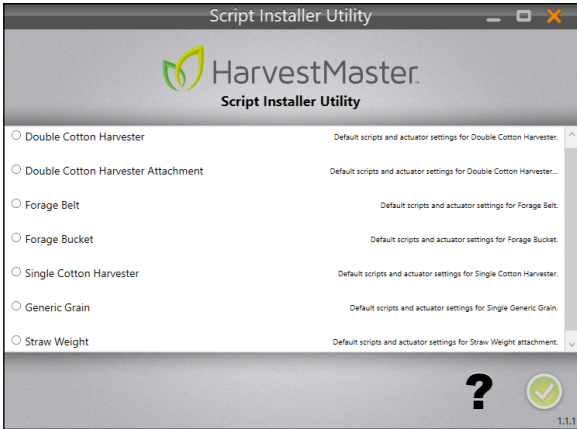 Script Installer Utility
HarvestMaster™
Script Installer Utility
Double Cotton Harvester Default scripts and actuator settings for Double Cotton Harvester.
Double Cotton Harvester Attachment Default scripts and actuator settings for Double Cotton Harvester...
Forage Belt Default scripts and actuator settings for Forage Belt.
Forage Bucket Default scripts and actuator settings for Forage Bucket.
Single Cotton Harvester Default scripts and actuator settings for Single Cotton Harvester.
Generic Grain Default scripts and actuator settings for Single Generic Grain.
Straw Weight Default scripts and actuator settings for Straw Weight attachment.
?
1.1.1